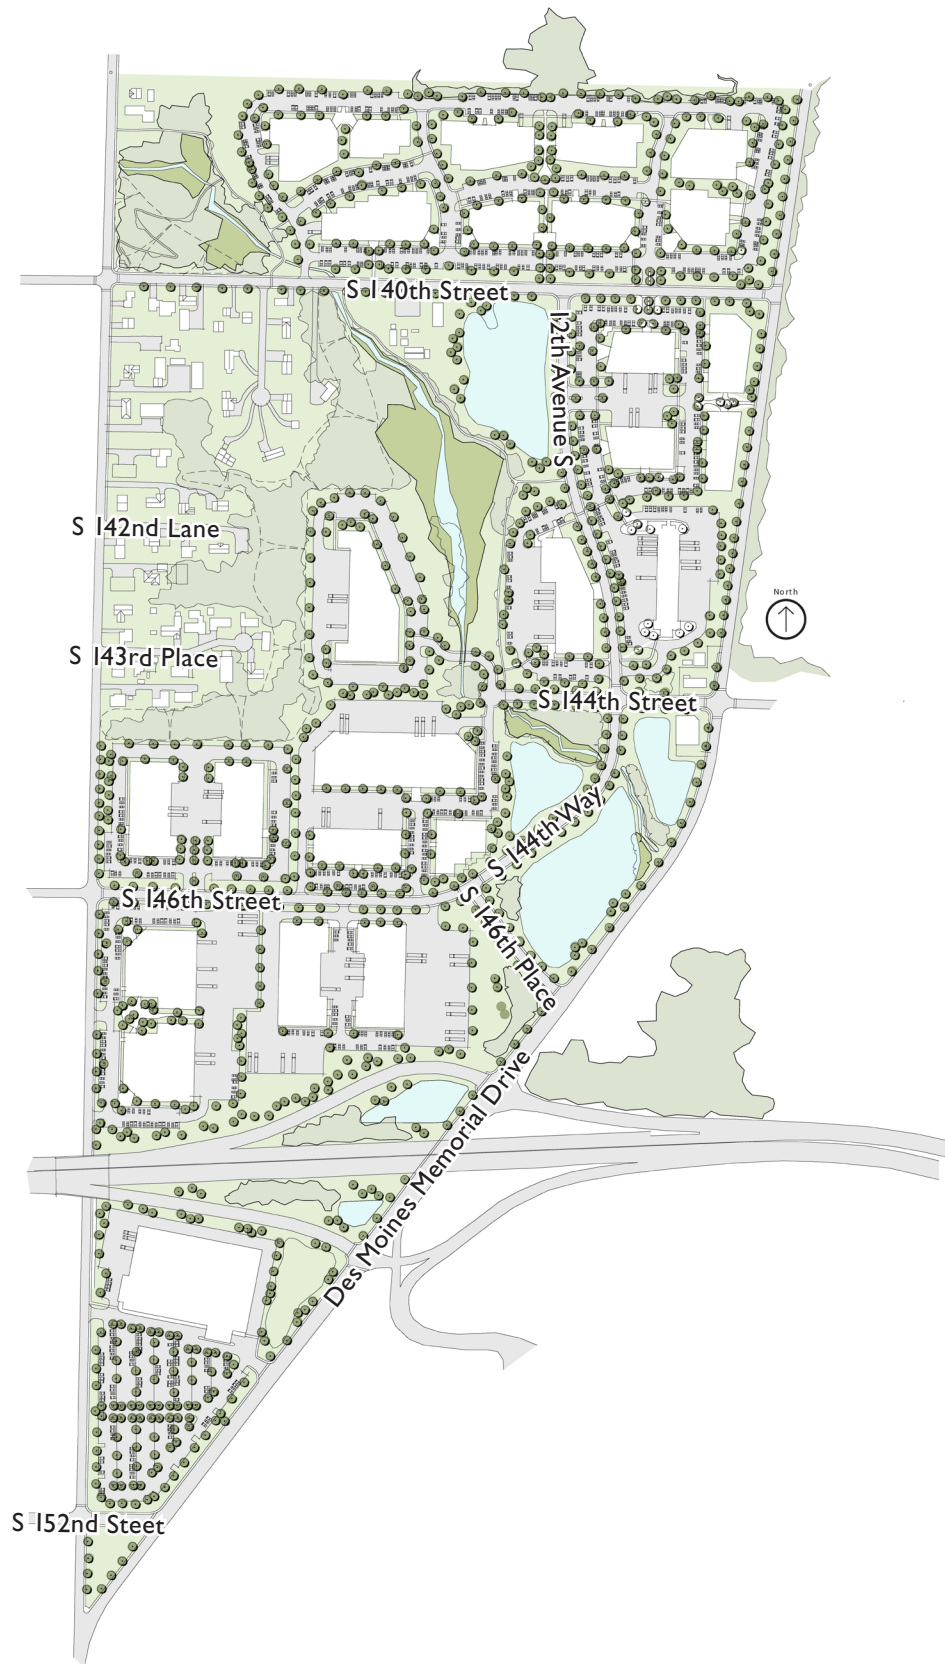 S 140th Street
12th Avenue S
S 142nd Lane
North
S 143rd Place
S 144th Street
S 144th Way
S 146th Street
S 146th Place
Des Moines Memorial Drive
S 152nd Steet